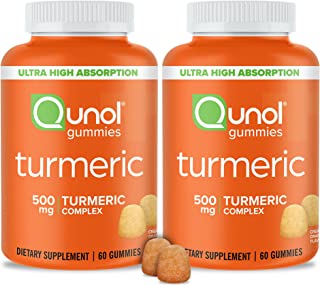 ULTRA HIGH ABSORPTION
Qunol®
gummies
turmeric
500 mg
TURMERIC
COMPLEX
DIETARY SUPPLEMENT | 60 GUMMIES
ULTRA HIGH ABSORPTION
Qunol®
gummies
turmeric
500 mg
TURMERIC
COMPLEX
DIETARY SUPPLEMENT | 60 GUMMIES